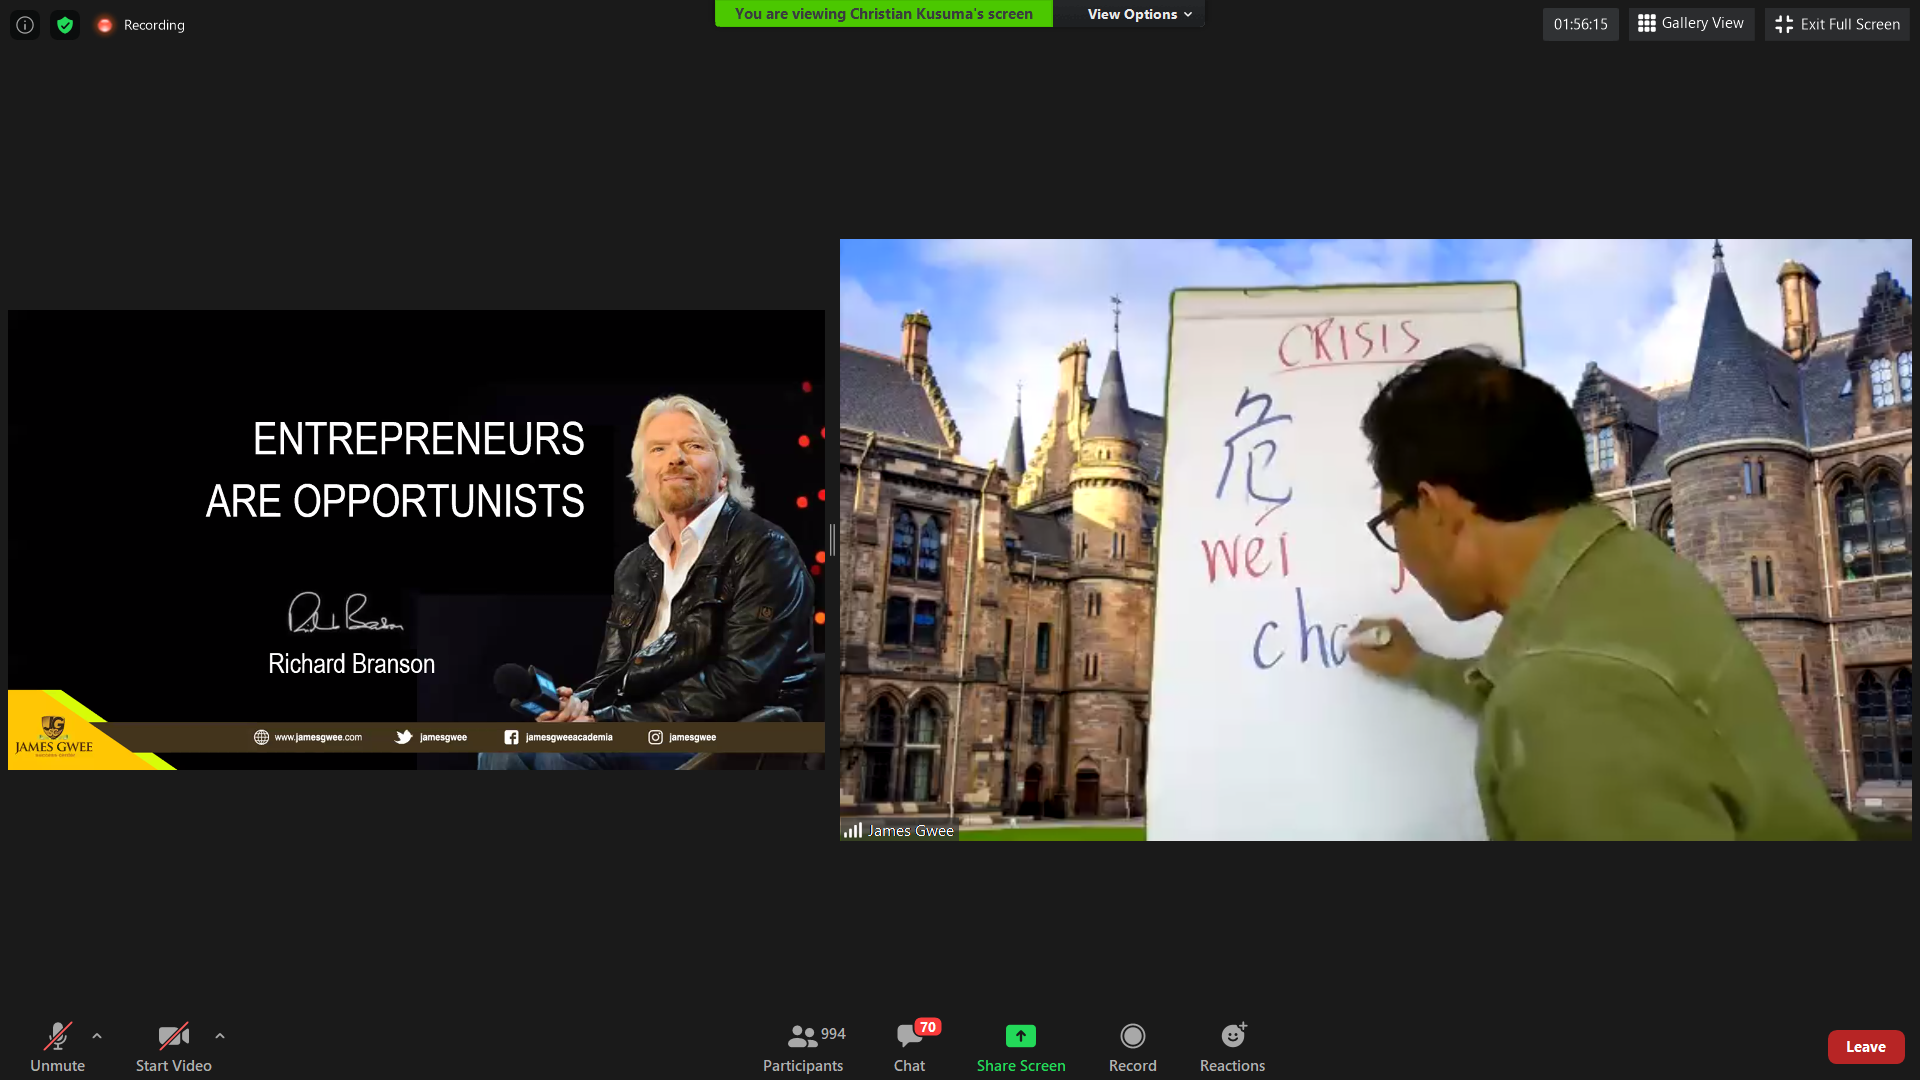 Recording
You are viewing Christian Kusuma's screen
View Options
01:56:15
Gallery View
Exit Full Screen
ENTREPRENEURS
ARE OPPORTUNISTS
Richard Branson
JAMES GWEE
www.jamesgwee.com
jamesgwee
jamesgweeacademia
jamesgwee
CRISIS
危
wei
cha
James Gwee
Unmute
Start Video
994
Participants
70
Chat
Share Screen
Record
Reactions
Leave